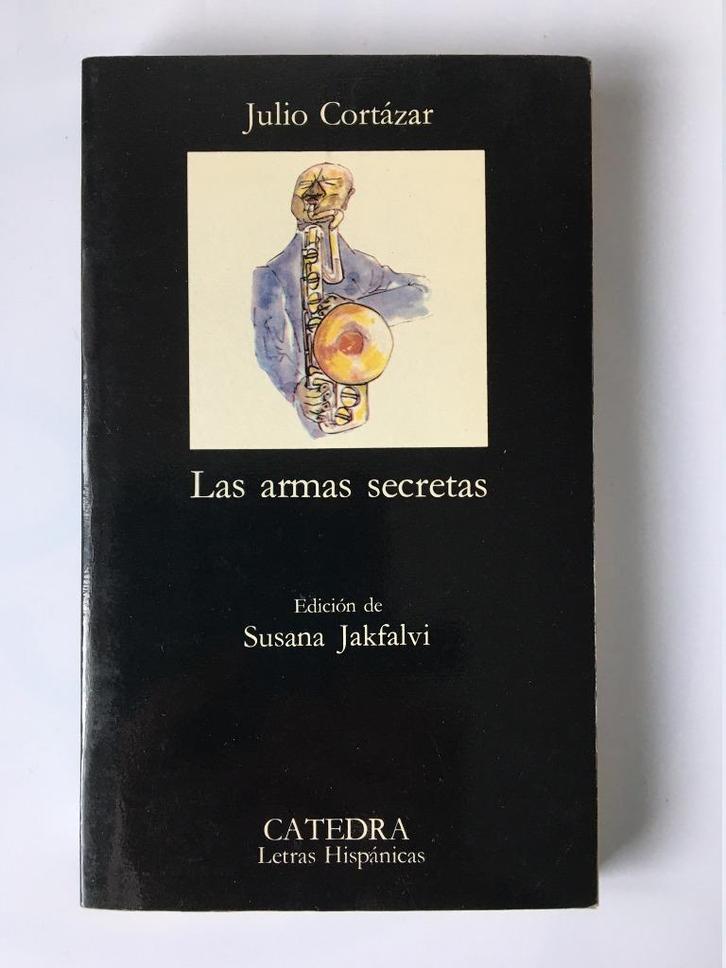 Julio Cortázar
Las armas secretas
Edición de
Susana Jakfalvi
CATEDRA
Letras Hispánicas